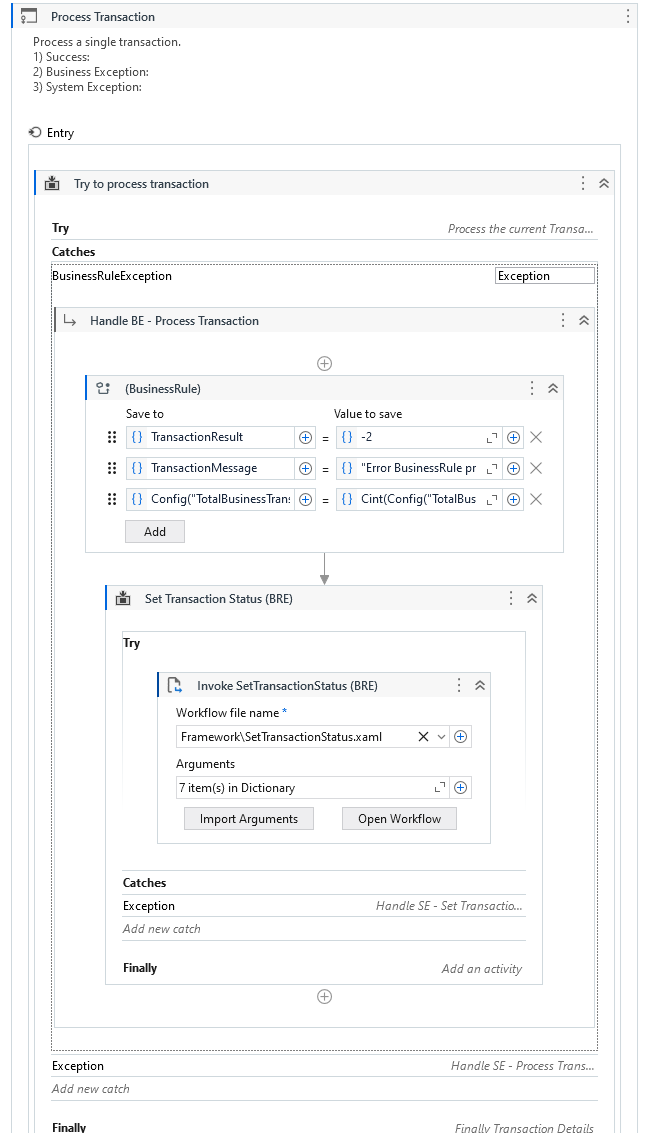 Process Transaction
Process a single transaction.
1) Success:
2) Business Exception:
3) System Exception:
Entry
Try to process transaction
Try Process the current Transa...
Catches
BusinessRuleException Exception
Handle BE - Process Transaction
(BusinessRule)
Save to Value to save
{} TransactionResult = {} -2
{} TransactionMessage = {} "Error BusinessRule pr
{} Config("TotalBusinessTran = {} Cint(Config("TotalBus
Add
Set Transaction Status (BRE)
Try
Invoke SetTransactionStatus (BRE)
Workflow file name *
Framework\SetTransactionStatus.xaml
Arguments
7 item(s) in Dictionary
Import Arguments Open Workflow
Catches
Exception Handle SE - Set Transactio...
Add new catch
Finally Add an activity
Exception Handle SE - Process Trans...
Add new catch
Finally Finally Transaction Details